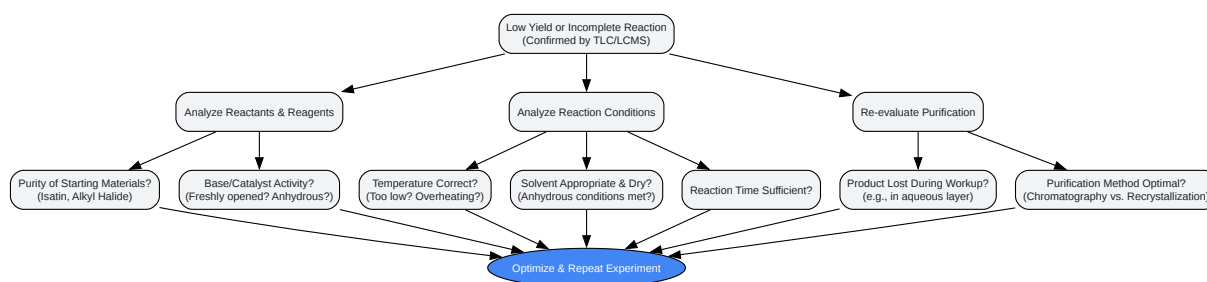 Low Yield or Incomplete Reaction
(Confirmed by TLC/LCMS)
Analyze Reactants & Reagents
Analyze Reaction Conditions
Re-evaluate Purification
Purity of Starting Materials?
(Isatin, Alkyl Halide)
Base/Catalyst Activity?
(Freshly opened? Anhydrous?)
Temperature Correct?
(Too low? Overheating?)
Solvent Appropriate & Dry?
(Anhydrous conditions met?)
Reaction Time Sufficient?
Product Lost During Workup?
(e.g., in aqueous layer)
Purification Method Optimal?
(Chromatography vs. Recrystallization)
Optimize & Repeat Experiment